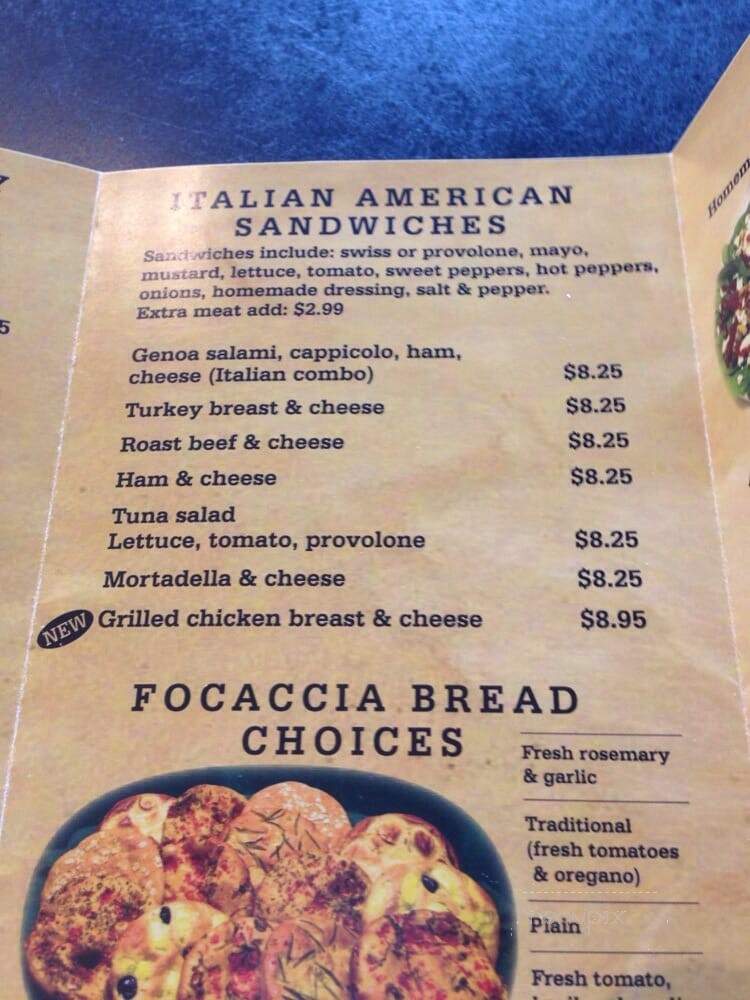 ITALIAN AMERICAN
SANDWICHES
Sandwiches include: swiss or provolone, mayo,
mustard, lettuce, tomato, sweet peppers, hot peppers,
onions, homemade dressing, salt & pepper.
Extra meat add: $2.99
Genoa salami, cappicolo, ham,
cheese (Italian combo) $8.25
Turkey breast & cheese $8.25
Roast beef & cheese $8.25
Ham & cheese $8.25
Tuna salad
Lettuce, tomato, provolone $8.25
Mortadella & cheese $8.25
NEW Grilled chicken breast & cheese $8.95
FOCACCIA BREAD
CHOICES
Fresh rosemary
& garlic
Traditional
(fresh tomatoes
& oregano)
Plain
Fresh tomato,
5